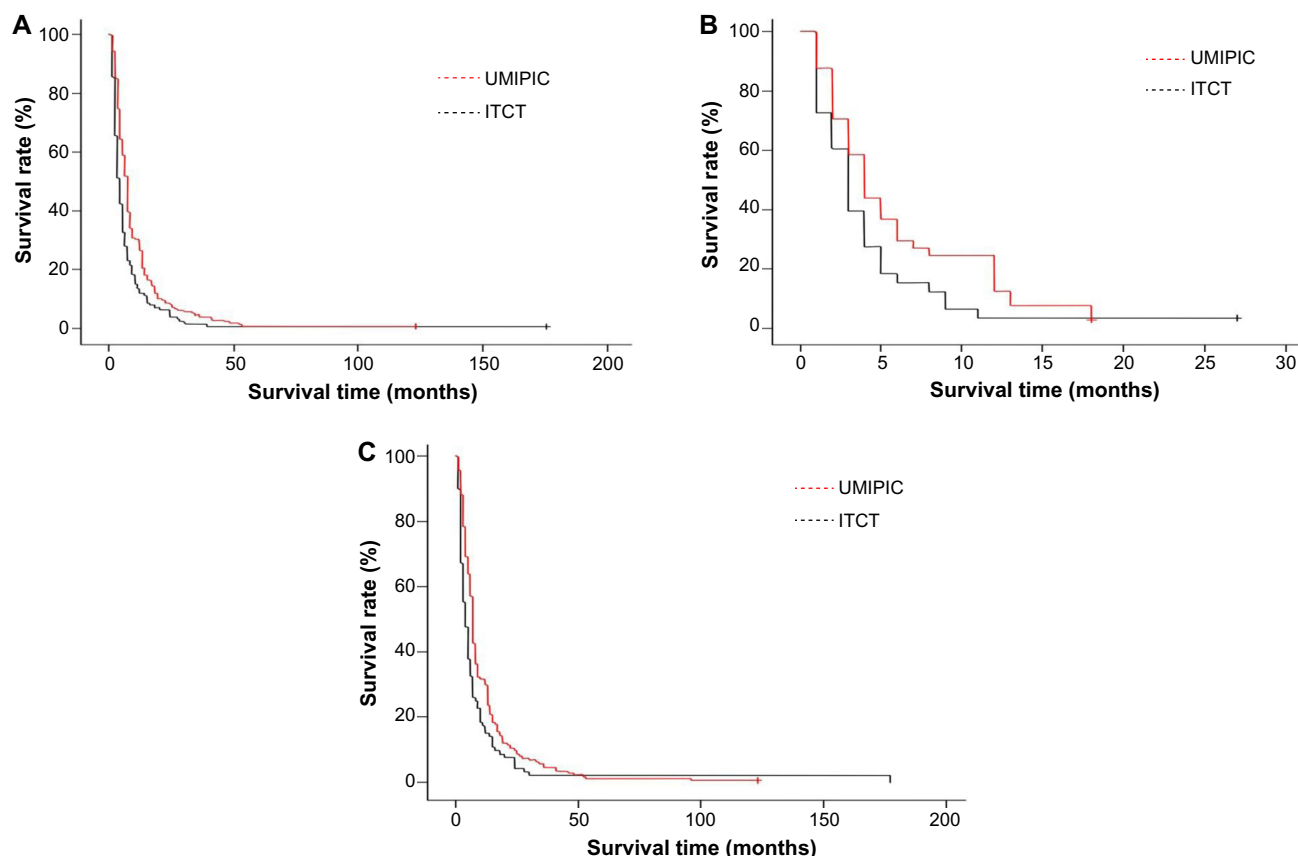 A
100
80
60
40
20
0
Survival rate (%)
UMIPIC
ITCT
0 50 100 150 200
Survival time (months)
B
100
80
60
40
20
0
Survival rate (%)
UMIPIC
ITCT
0 5 10 15 20 25 30
Survival time (months)
C
100
80
60
40
20
0
Survival rate (%)
UMIPIC
ITCT
0 50 100 150 200
Survival time (months)